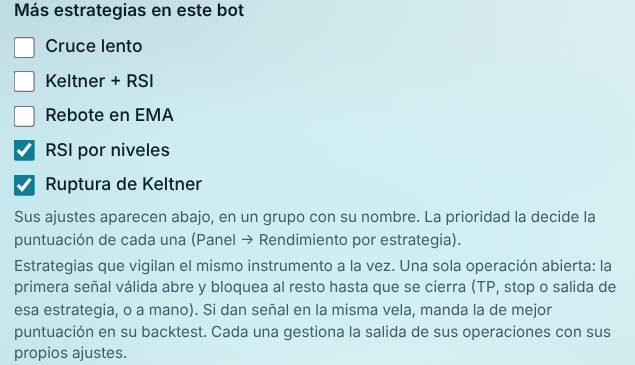 Más estrategias en este bot
Cruce lento
Keltner + RSI
Rebote en EMA
RSI por niveles
Ruptura de Keltner
Sus ajustes aparecen abajo, en un grupo con su nombre. La prioridad la decide la
puntuación de cada una (Panel → Rendimiento por estrategia).
Estrategias que vigilan el mismo instrumento a la vez. Una sola operación abierta: la
primera señal válida abre y bloquea al resto hasta que se cierra (TP, stop o salida de
esa estrategia, o a mano). Si dan señal en la misma vela, manda la de mejor
puntuación en su backtest. Cada una gestiona la salida de sus operaciones con sus
propios ajustes.